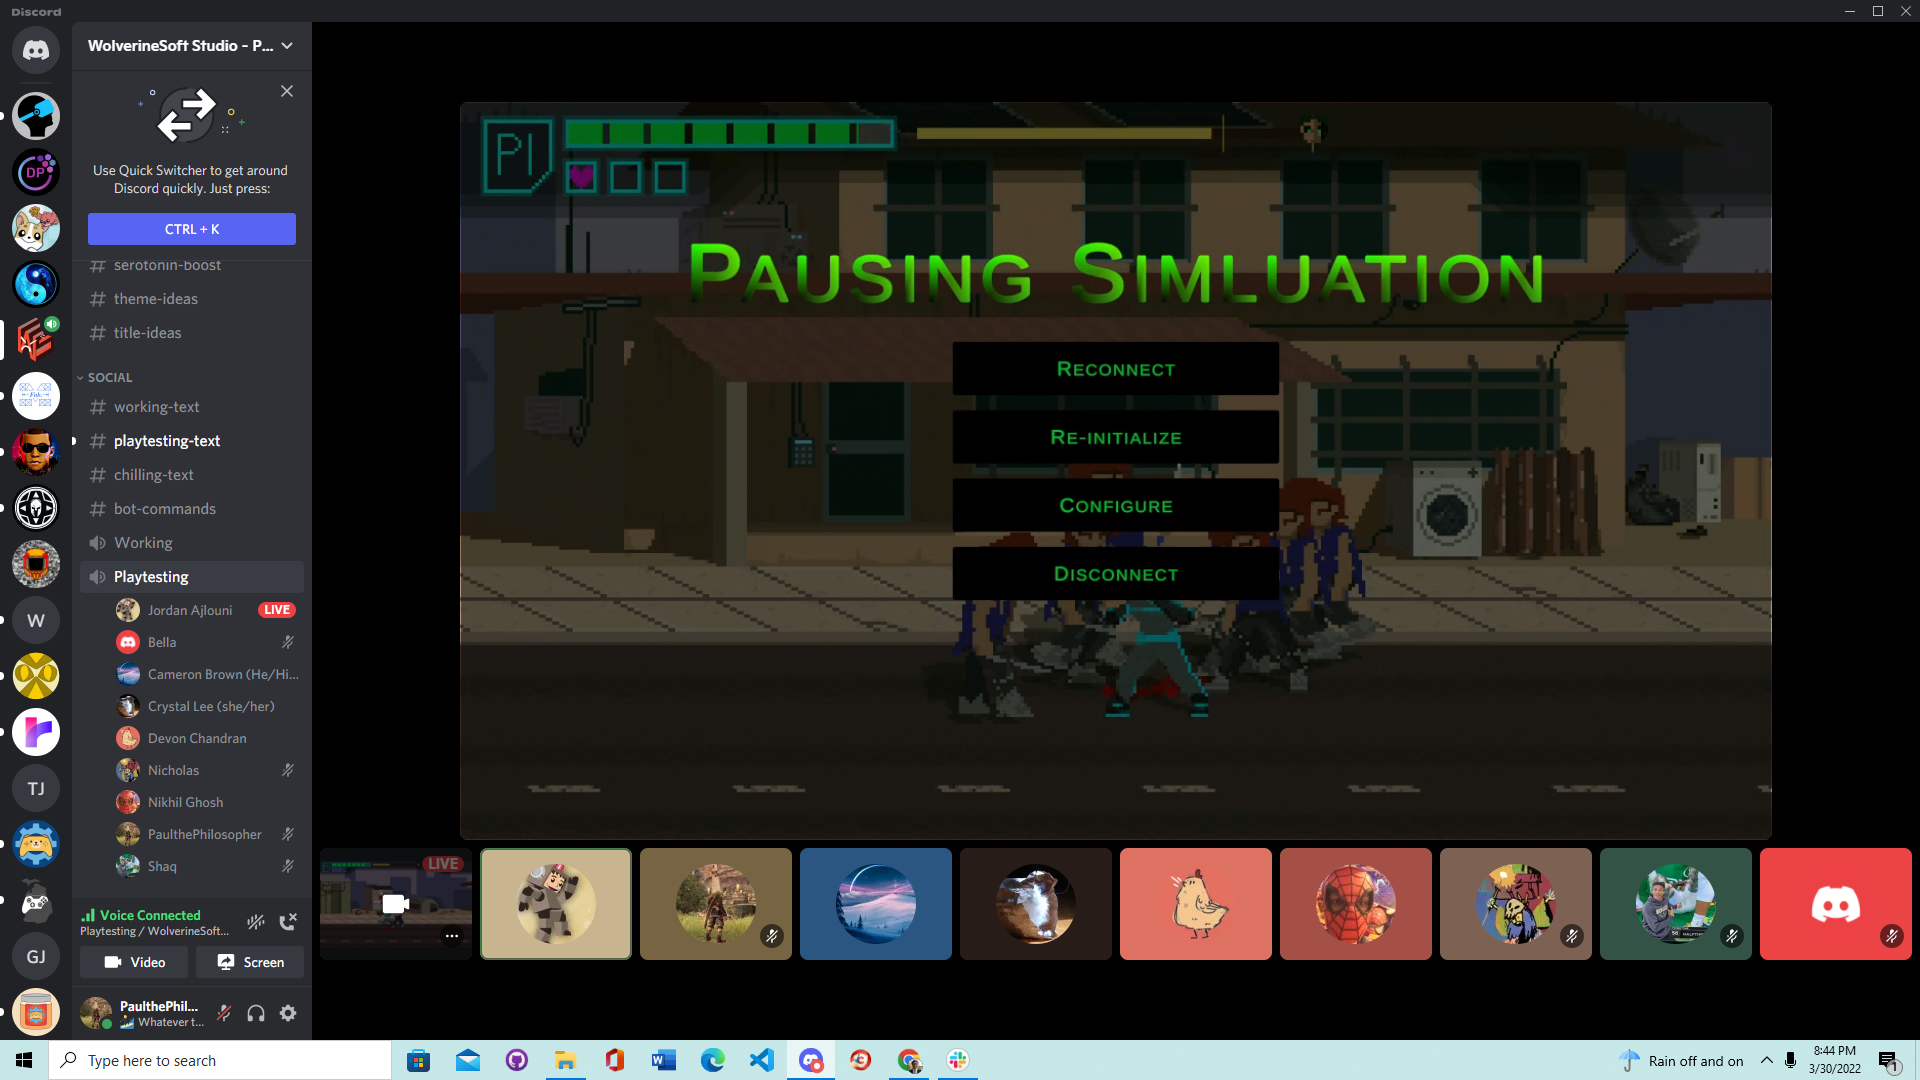 Discord
WolverineSoft Studio - P...
Use Quick Switcher to get around
Discord quickly. Just press:
CTRL + K
serotonin-boost
theme-ideas
title-ideas
SOCIAL
working-text
playtesting-text
chilling-text
bot-commands
Working
Playtesting
Jordan Ajlouni LIVE
Bella
Cameron Brown (He/Hi...
Crystal Lee (she/her)
Devon Chandran
Nicholas
Nikhil Ghosh
PaulthePhilosopher
Shaq
Voice Connected
Playtesting / WolverineSoft...
Video
Screen
PaulthePhil...
Whatever t...
DP
Fish.
W
TJ
GJ
P1
PAUSING SIMLUATION
RECONNECT
RE-INITIALIZE
CONFIGURE
DISCONNECT
LIVE
Type here to search
Rain off and on
8:44 PM
3/30/2022
1